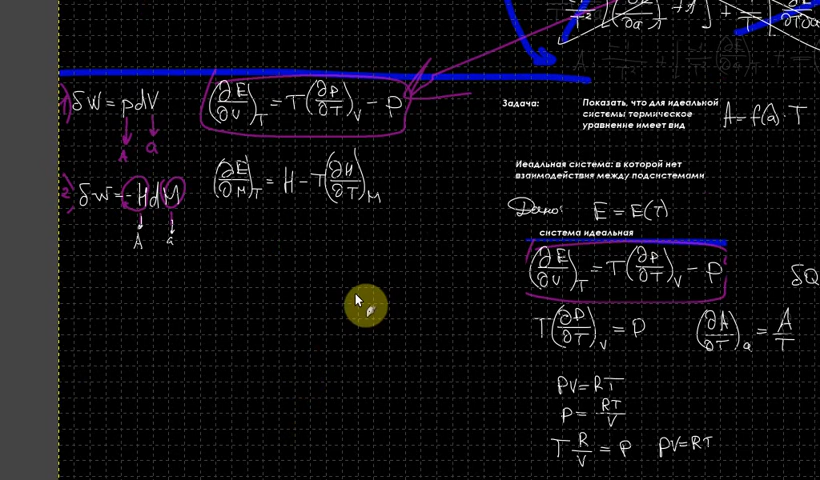 1) δW = pdV
A a
(∂E/∂V)_T = T(∂P/∂T)_V − P
2) δW = −HdM
A a
(∂E/∂M)_T = H − T(∂H/∂T)_M
Задача:
Показать, что для идеальной
системы термическое
уравнение имеет вид
A = f(a)·T
Иеадльная система: в которой нет
взаимодействия между подсистемами
Дано: E = E(T)
система идеальная
(∂E/∂V)_T = T(∂P/∂T)_V − P
δQ
T(∂P/∂T)_V = P
(∂A/∂T)_a = A/T
PV = RT
P = RT/V
T R/V = P PV = RT